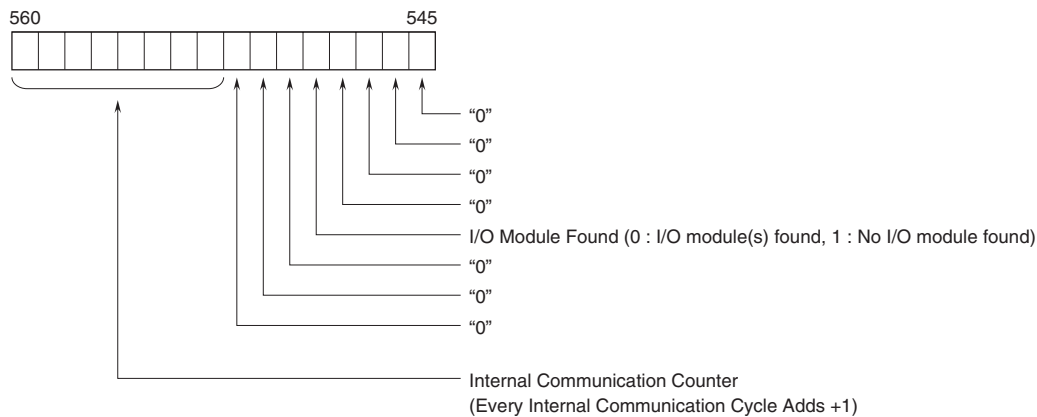 560 545
“0”
“0”
“0”
“0”
I/O Module Found (0 : I/O module(s) found, 1 : No I/O module found)
“0”
“0”
“0”
Internal Communication Counter
(Every Internal Communication Cycle Adds +1)